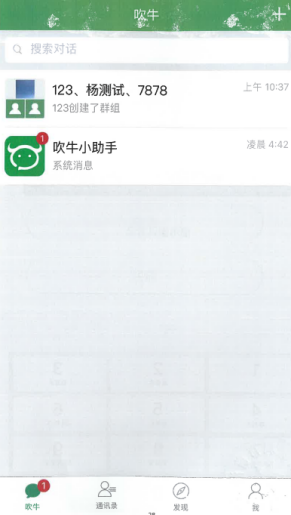 吹牛
搜索对话
123、杨测试、7878
上午 10:37
123创建了群组
1
吹牛小助手
凌晨 4:42
系统消息
1
吹牛
通讯录
发现
我